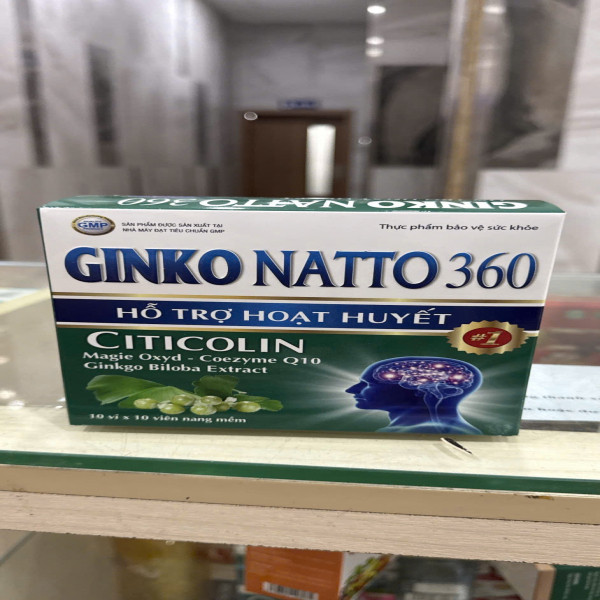 GINKO NATTO 360
GMP
SẢN PHẨM ĐƯỢC SẢN XUẤT TẠI
NHÀ MÁY ĐẠT TIÊU CHUẨN GMP
Thực phẩm bảo vệ sức khỏe
GINKO NATTO 360
HỖ TRỢ HOẠT HUYẾT
CITICOLIN
#1
Magie Oxyd - Coezyme Q10
Ginkgo Biloba Extract
10 vỉ x 10 viên nang mềm